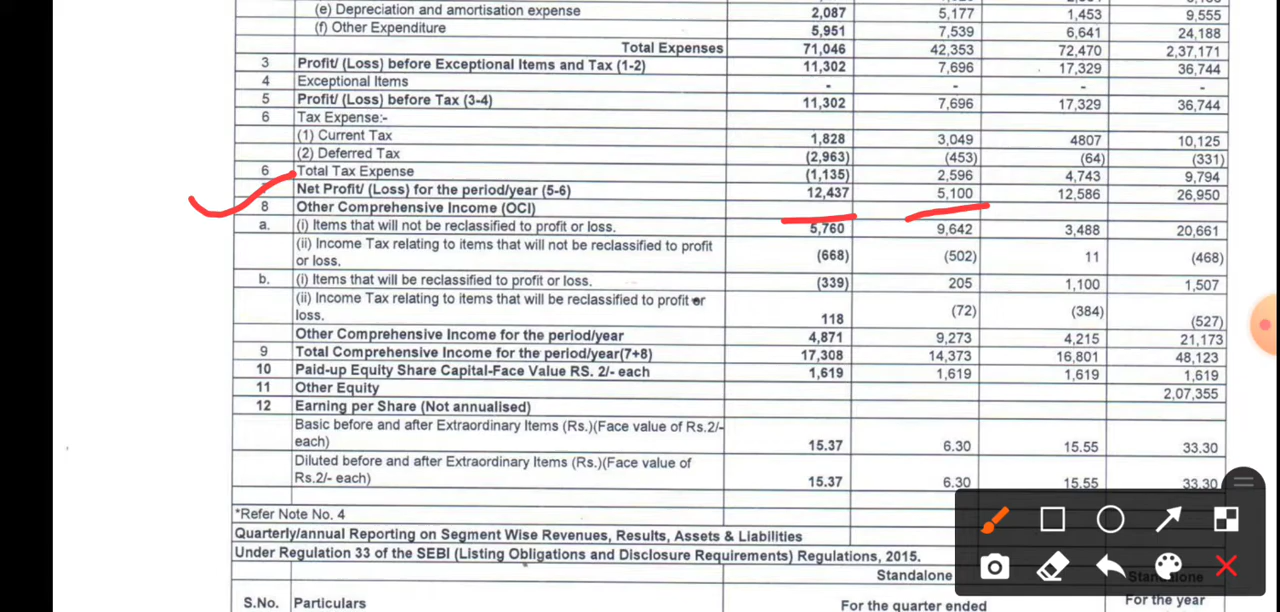 (e) Depreciation and amortisation expense 2,087 5,177 1,453 9,555
(f) Other Expenditure 5,951 7,539 6,641 24,188
Total Expenses 71,046 42,353 72,470 2,37,171
3 Profit/ (Loss) before Exceptional Items and Tax (1-2) 11,302 7,696 17,329 36,744
4 Exceptional Items - - - -
5 Profit/ (Loss) before Tax (3-4) 11,302 7,696 17,329 36,744
6 Tax Expense:-
(1) Current Tax 1,828 3,049 4807 10,125
(2) Deferred Tax (2,963) (453) (64) (331)
6 Total Tax Expense (1,135) 2,596 4,743 9,794
Net Profit/ (Loss) for the period/year (5-6) 12,437 5,100 12,586 26,950
8 Other Comprehensive Income (OCI)
a. (i) Items that will not be reclassified to profit or loss. 5,760 9,642 3,488 20,661
(ii) Income Tax relating to items that will not be reclassified to profit
or loss. (668) (502) 11 (468)
b. (i) Items that will be reclassified to profit or loss. (339) 205 1,100 1,507
(ii) Income Tax relating to items that will be reclassified to profit or
loss. 118 (72) (384) (527)
Other Comprehensive Income for the period/year 4,871 9,273 4,215 21,173
9 Total Comprehensive Income for the period/year(7+8) 17,308 14,373 16,801 48,123
10 Paid-up Equity Share Capital-Face Value RS. 2/- each 1,619 1,619 1,619 1,619
11 Other Equity 2,07,355
12 Earning per Share (Not annualised)
Basic before and after Extraordinary Items (Rs.)(Face value of Rs.2/-
each) 15.37 6.30 15.55 33.30
Diluted before and after Extraordinary Items (Rs.)(Face value of
Rs.2/- each) 15.37 6.30 15.55 33.30
*Refer Note No. 4
Quarterly/annual Reporting on Segment Wise Revenues, Results, Assets & Liabilities
Under Regulation 33 of the SEBI (Listing Obligations and Disclosure Requirements) Regulations, 2015.
Standalone Standalone
S.No. Particulars For the quarter ended For the year